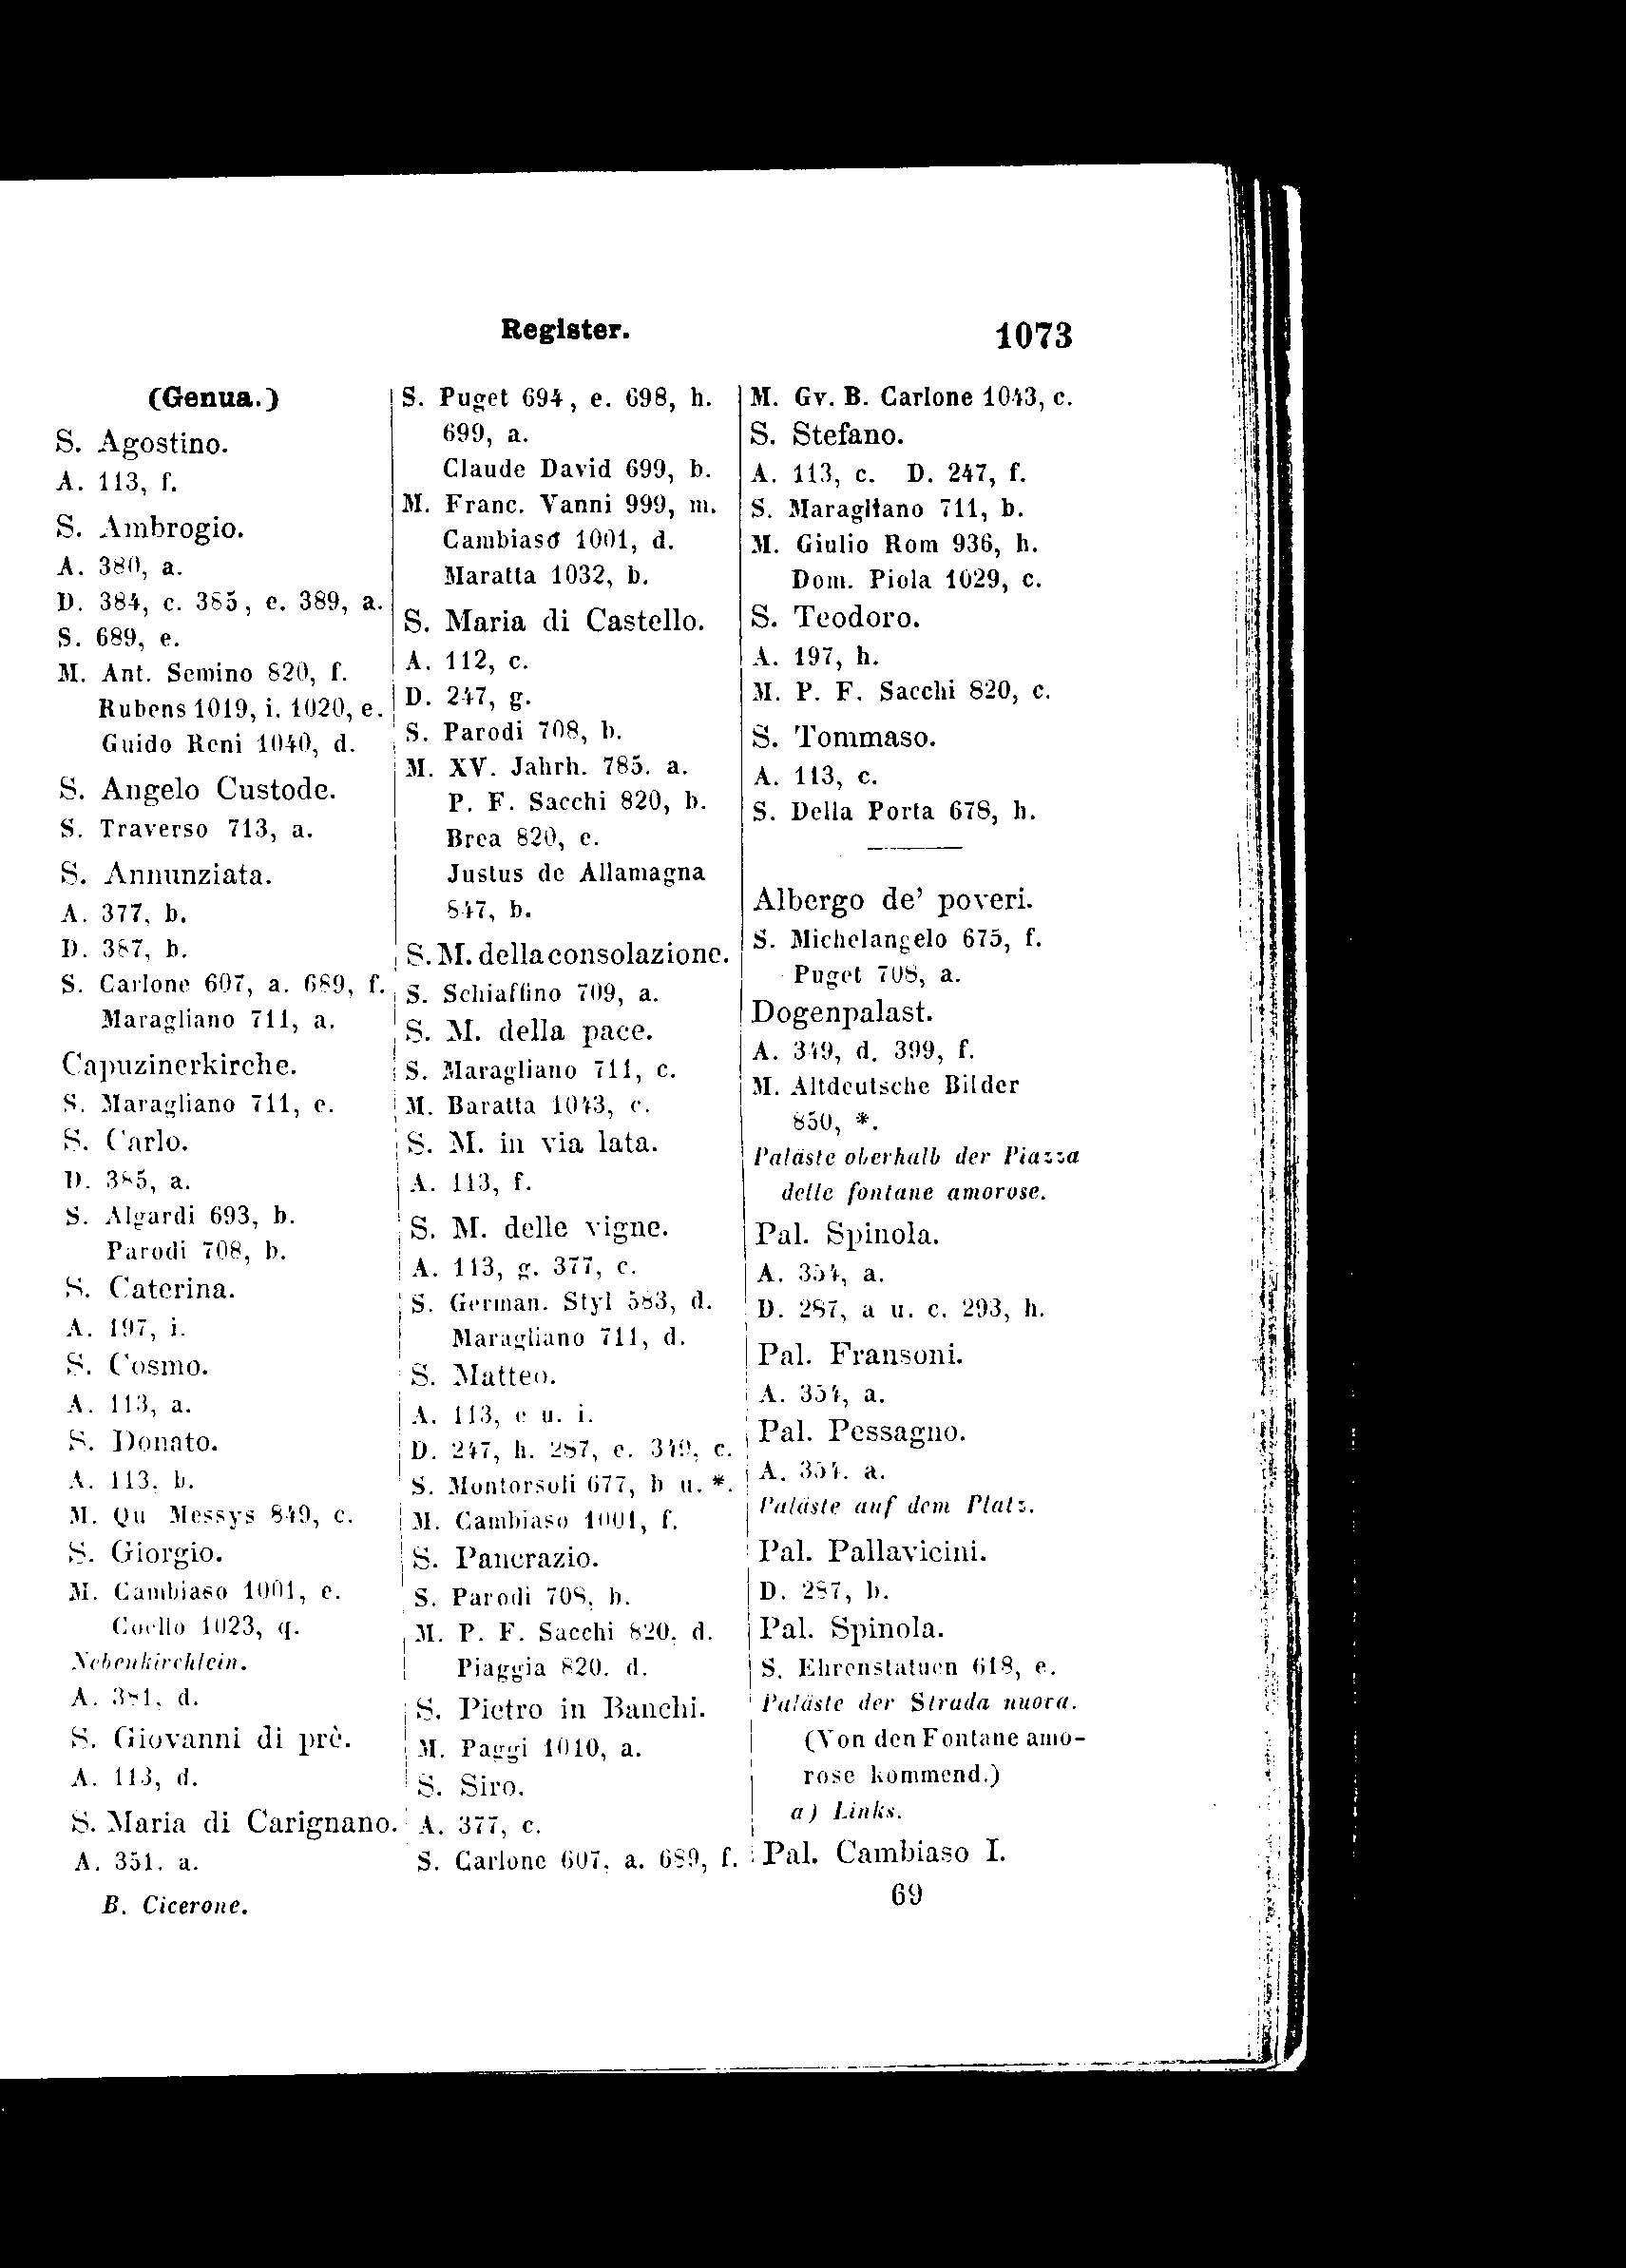 Register.
1073
(Genua.)
S. Agostino.
A. 113, f.
S. Ambrogio.
A. 380, a.
D. 384, c. 385, e. 389, a.
S. 689, e.
M. Ant. Semino 820, f.
Rubens 1019, i. 1020, e.
Guido Reni 1040, d.
S. Angelo Custode.
S. Traverso 713, a.
S. Annunziata.
A. 377, b.
D. 387, b.
S. Carlone 607, a. 689, f.
Maragliano 711, a.
Capuzinerkirche.
S. Maragliano 711, e.
S. Carlo.
D. 385, a.
S. Algardi 693, b.
Parodi 708, b.
S. Caterina.
A. 197, i.
S. Cosmo.
A. 113, a.
S. Donato.
A. 113, b.
M. Qu Messys 849, c.
S. Giorgio.
M. Cambiaso 1001, e.
Coello 1023, q.
Nebenkirchlein.
A. 381, d.
S. Giovanni di prè.
A. 113, d.
S. Maria di Carignano.
A. 351, a.
B. Cicerone.
S. Puget 694, e. 698, h.
699, a.
Claude David 699, b.
M. Franc. Vanni 999, m.
Cambiaso 1001, d.
Maratta 1032, b.
S. Maria di Castello.
A. 112, c.
D. 247, g.
S. Parodi 708, b.
M. XV. Jahrh. 785. a.
P. F. Sacchi 820, b.
Brea 820, e.
Justus de Allamagna
847, b.
S. M. della consolazione.
S. Schiaffino 709, a.
S. M. della pace.
S. Maragliano 711, c.
M. Baratta 1043, c.
S. M. in via lata.
A. 113, f.
S. M. delle vigne.
A. 113, g. 377, c.
S. German. Styl 583, d.
Maragliano 711, d.
S. Matteo.
A. 113, e u. i.
D. 247, h. 287, e. 349, c.
S. Montorsoli 677, b u. *.
M. Cambiaso 1001, f.
S. Pancrazio.
S. Parodi 708, b.
M. P. F. Sacchi 820, d.
Piaggia 820. d.
S. Pietro in Banchi.
M. Paggi 1010, a.
S. Siro.
A. 377, c.
S. Carlone 607, a. 689, f.
M. Gv. B. Carlone 1043, c.
S. Stefano.
A. 113, c. D. 247, f.
S. Maragliano 711, b.
M. Giulio Rom 936, h.
Dom. Piola 1029, c.
S. Teodoro.
A. 197, h.
M. P. F. Sacchi 820, c.
S. Tommaso.
A. 113, c.
S. Della Porta 678, h.
Albergo de' poveri.
S. Michelangelo 675, f.
Puget 708, a.
Dogenpalast.
A. 349, d. 399, f.
M. Altdeutsche Bilder
850, *.
Paläste oberhalb der Piazza
delle fontane amorose.
Pal. Spinola.
A. 354, a.
D. 287, a u. c. 293, h.
Pal. Fransoni.
A. 354, a.
Pal. Pessagno.
A. 354. a.
Paläste auf dem Platz.
Pal. Pallavicini.
D. 287, b.
Pal. Spinola.
S. Ehrenstatuen 618, e.
Paläste der Strada nuova.
(Von den Fontane amo-
rose kommend.)
a) Links.
Pal. Cambiaso I.
69